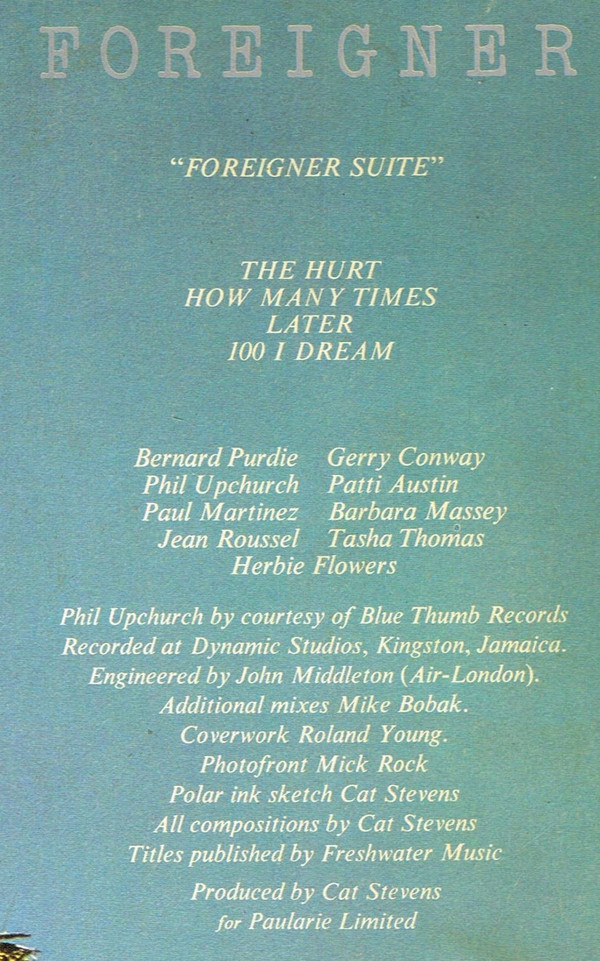 FOREIGNER
“FOREIGNER SUITE”
THE HURT
HOW MANY TIMES
LATER
100 I DREAM
Bernard Purdie Gerry Conway
Phil Upchurch Patti Austin
Paul Martinez Barbara Massey
Jean Roussel Tasha Thomas
Herbie Flowers
Phil Upchurch by courtesy of Blue Thumb Records
Recorded at Dynamic Studios, Kingston, Jamaica.
Engineered by John Middleton (Air-London).
Additional mixes Mike Bobak.
Coverwork Roland Young.
Photofront Mick Rock
Polar ink sketch Cat Stevens
All compositions by Cat Stevens
Titles published by Freshwater Music
Produced by Cat Stevens
for Paularie Limited